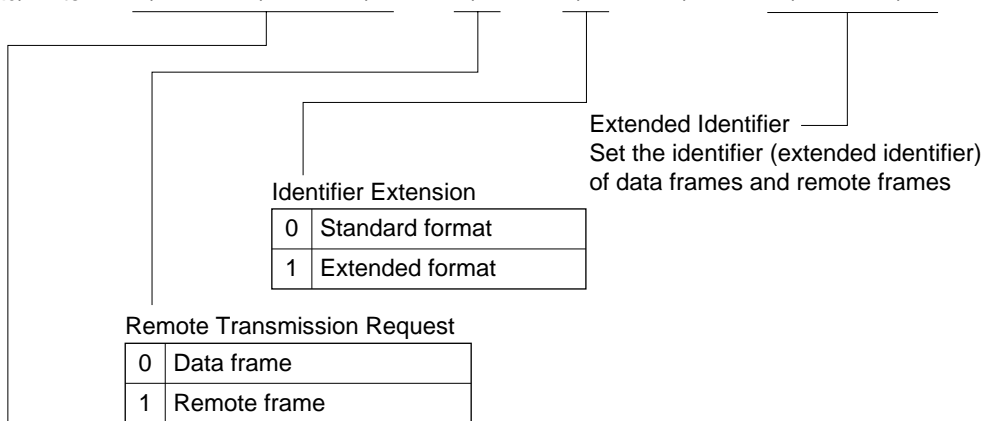 Extended Identifier
Set the identifier (extended identifier)
of data frames and remote frames
Identifier Extension
0 Standard format
1 Extended format
Remote Transmission Request
0 Data frame
1 Remote frame